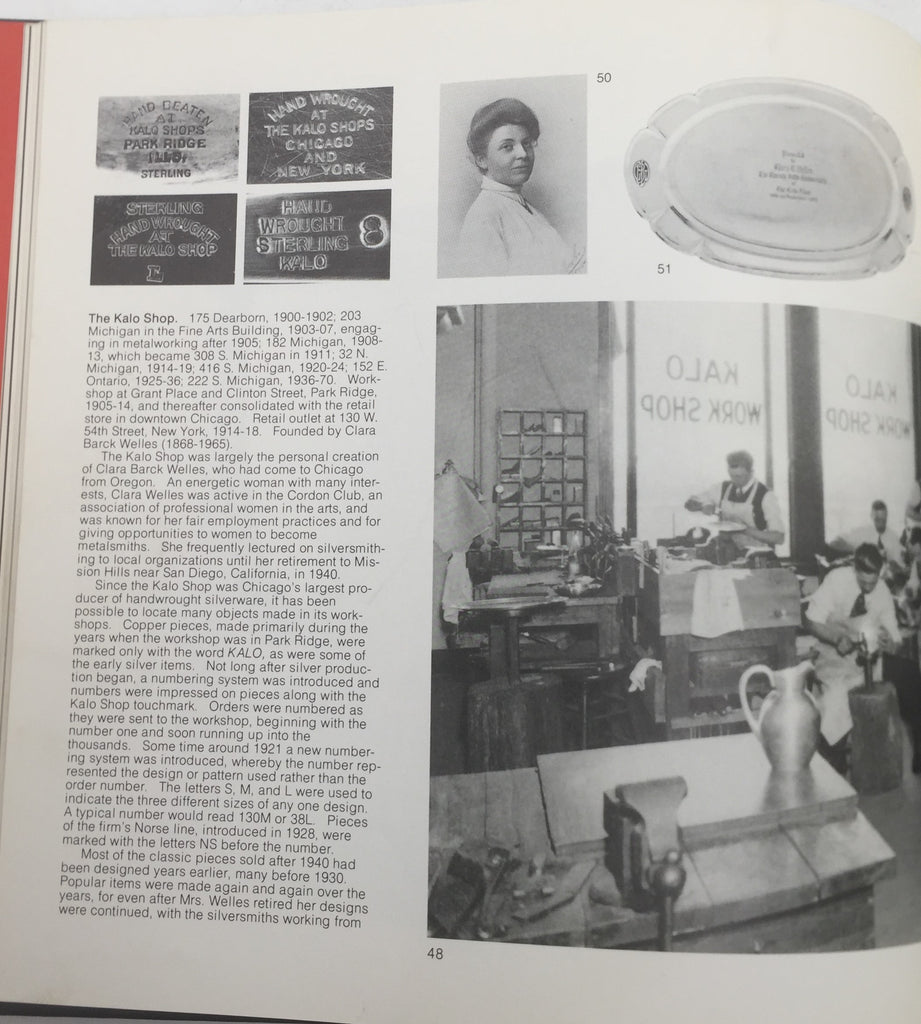 HAND BEATEN
AT
KALO SHOPS
PARK RIDGE
ILLS.
STERLING
HAND WROUGHT
AT
THE KALO SHOPS
CHICAGO
AND
NEW YORK
STERLING
HAND WROUGHT
AT
THE KALO SHOP
E
HAND
WROUGHT
STERLING
KALO
8
50
51
The Kalo Shop. 175 Dearborn, 1900-1902; 203
Michigan in the Fine Arts Building, 1903-07, engag-
ing in metalworking after 1905; 182 Michigan, 1908-
13, which became 308 S. Michigan in 1911; 32 N.
Michigan, 1914-19; 416 S. Michigan, 1920-24; 152 E.
Ontario, 1925-36; 222 S. Michigan, 1936-70. Work-
shop at Grant Place and Clinton Street, Park Ridge,
1905-14, and thereafter consolidated with the retail
store in downtown Chicago. Retail outlet at 130 W.
54th Street, New York, 1914-18. Founded by Clara
Barck Welles (1868-1965).
The Kalo Shop was largely the personal creation
of Clara Barck Welles, who had come to Chicago
from Oregon. An energetic woman with many inter-
ests, Clara Welles was active in the Cordon Club, an
association of professional women in the arts, and
was known for her fair employment practices and for
giving opportunities to women to become
metalsmiths. She frequently lectured on silversmith-
ing to local organizations until her retirement to Mis-
sion Hills near San Diego, California, in 1940.
Since the Kalo Shop was Chicago's largest pro-
ducer of handwrought silverware, it has been
possible to locate many objects made in its work-
shops. Copper pieces, made primarily during the
years when the workshop was in Park Ridge, were
marked only with the word KALO, as were some of
the early silver items. Not long after silver produc-
tion began, a numbering system was introduced and
numbers were impressed on pieces along with the
Kalo Shop touchmark. Orders were numbered as
they were sent to the workshop, beginning with the
number one and soon running up into the
thousands. Some time around 1921 a new number-
ing system was introduced, whereby the number rep-
resented the design or pattern used rather than the
order number. The letters S, M, and L were used to
indicate the three different sizes of any one design.
A typical number would read 130M or 38L. Pieces
of the firm's Norse line, introduced in 1928, were
marked with the letters NS before the number.
Most of the classic pieces sold after 1940 had
been designed years earlier, many before 1930.
Popular items were made again and again over the
years, for even after Mrs. Welles retired her designs
were continued, with the silversmiths working from
KALO
WORK SHOP
KALO
WORK SHOP
48